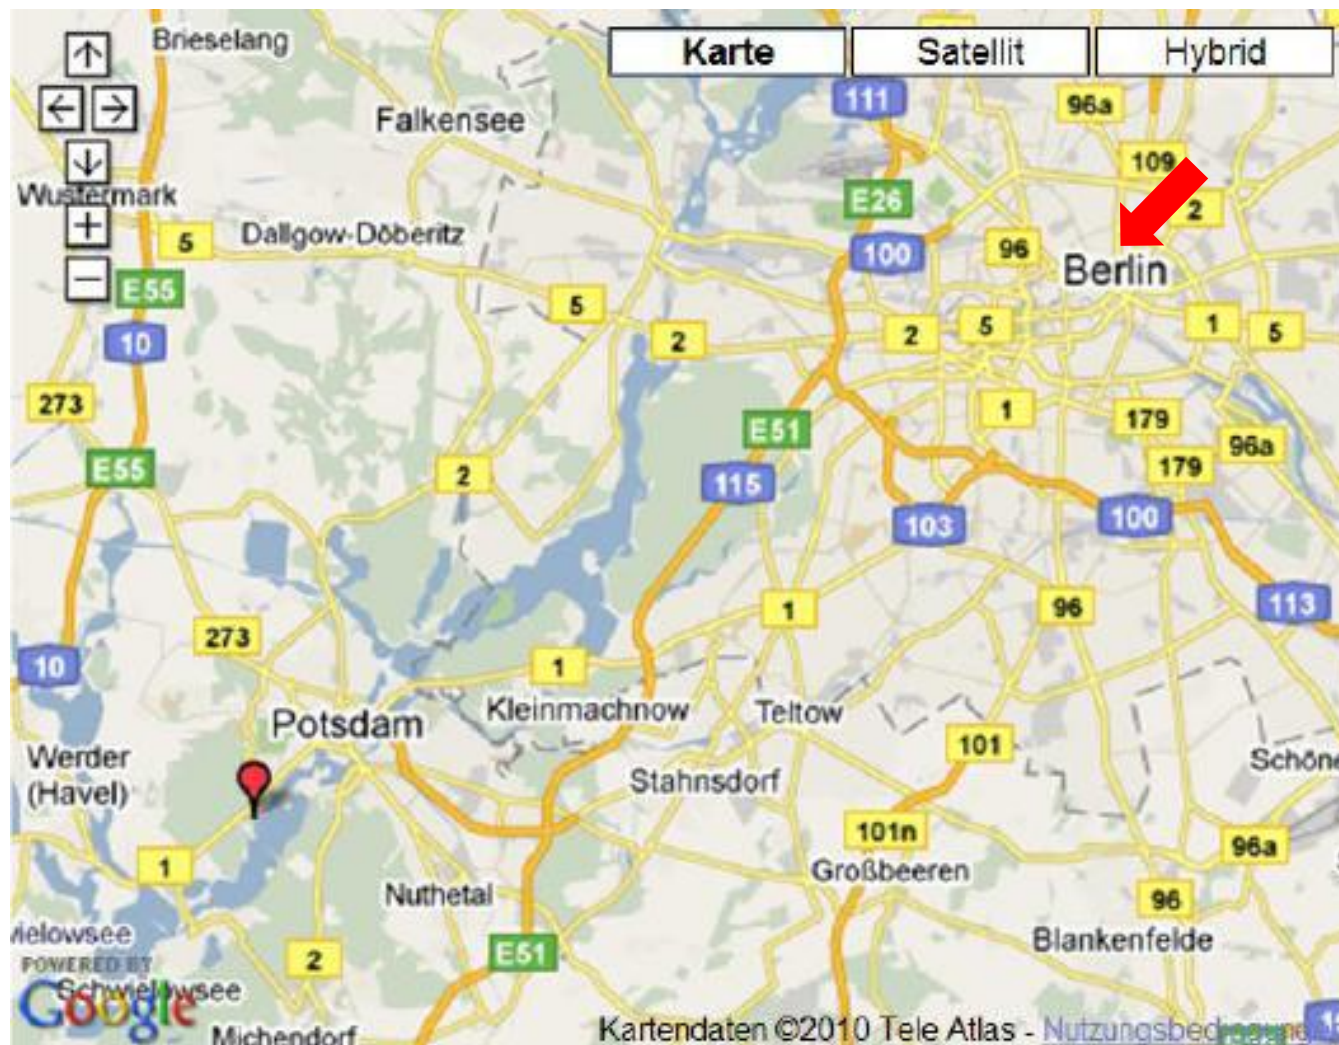 Brieselang
Karte
Satellit
Hybrid
111
96a
Falkensee
109
Wustermark
E26
2
5
Dallgow-Döberitz
100
96
Berlin
E55
5
10
2
2
5
1
5
273
1
179
E51
96a
E55
2
115
179
103
100
113
1
96
273
10
1
Potsdam
Kleinmachnow
Teltow
101
Werder
(Havel)
Stahnsdorf
Schöne
101n
96a
1
Großbeeren
Nuthetal
96
ielowsee
E51
Blankenfelde
2
POWERED BY
Google
Schwielowsee
Michendorf
Kartendaten ©2010 Tele Atlas -